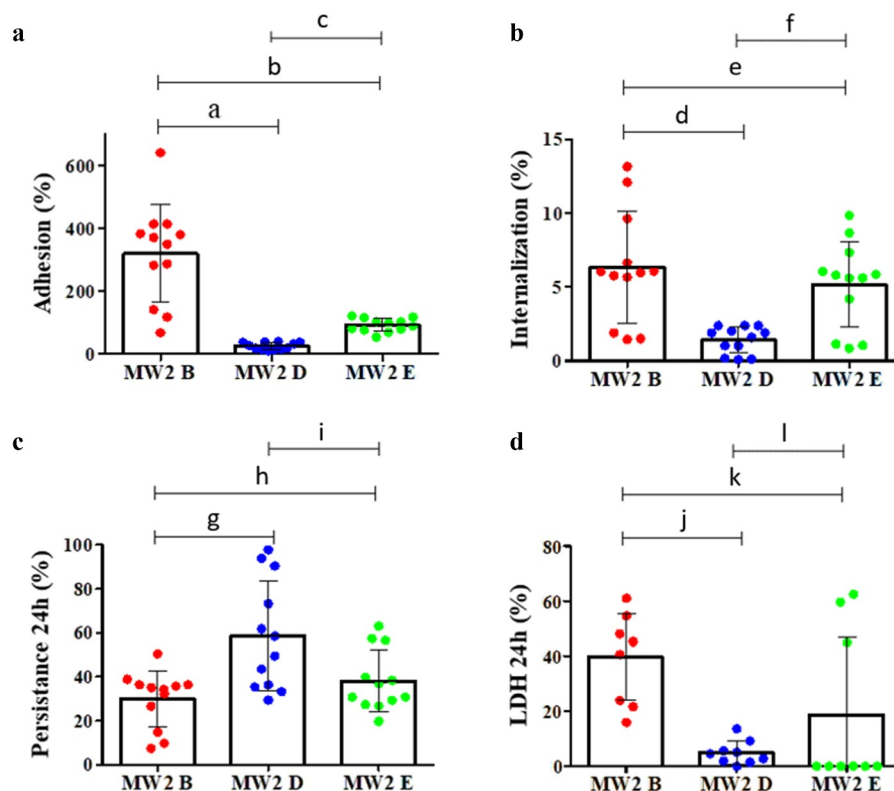 a
c
b
a
Adhesion (%)
600
400
200
0
MW2 B MW2 D MW2 E
b
f
e
d
Internalization (%)
15
10
5
0
MW2 B MW2 D MW2 E
c
i
h
g
Persistance 24h (%)
100
80
60
40
20
0
MW2 B MW2 D MW2 E
d
l
k
j
LDH 24h (%)
80
60
40
20
0
MW2 B MW2 D MW2 E